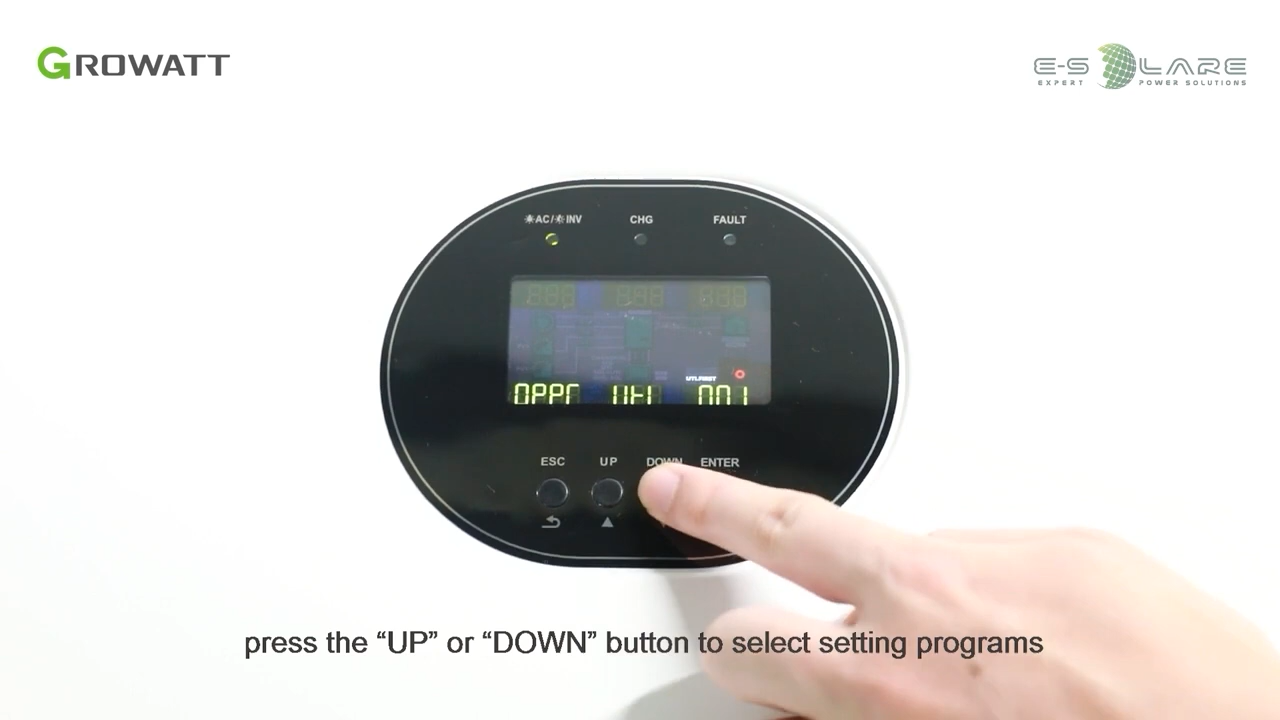 GROWATT
E-SOLARE
EXPERT POWER SOLUTIONS
AC/ INV CHG FAULT
UTI.FIRST
OPPr UtI 001
ESC UP DOWN ENTER
press the “UP” or “DOWN” button to select setting programs